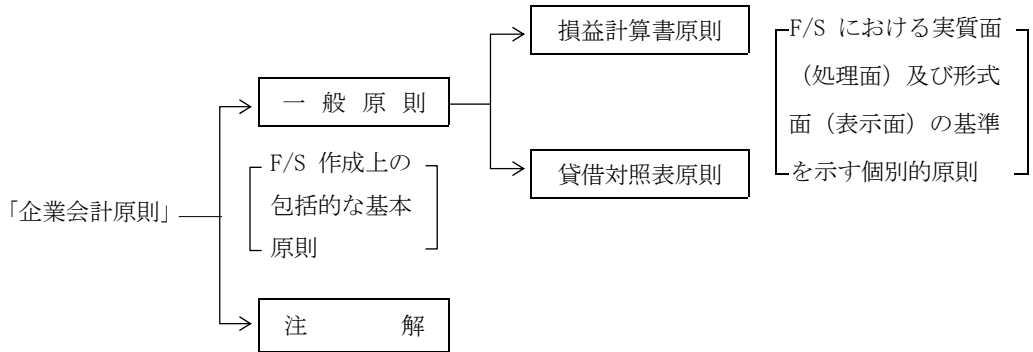 「企業会計原則」
一般原則
F/S 作成上の
包括的な基本
原則
注解
損益計算書原則
貸借対照表原則
F/S における実質面
（処理面）及び形式
面（表示面）の基準
を示す個別的原則